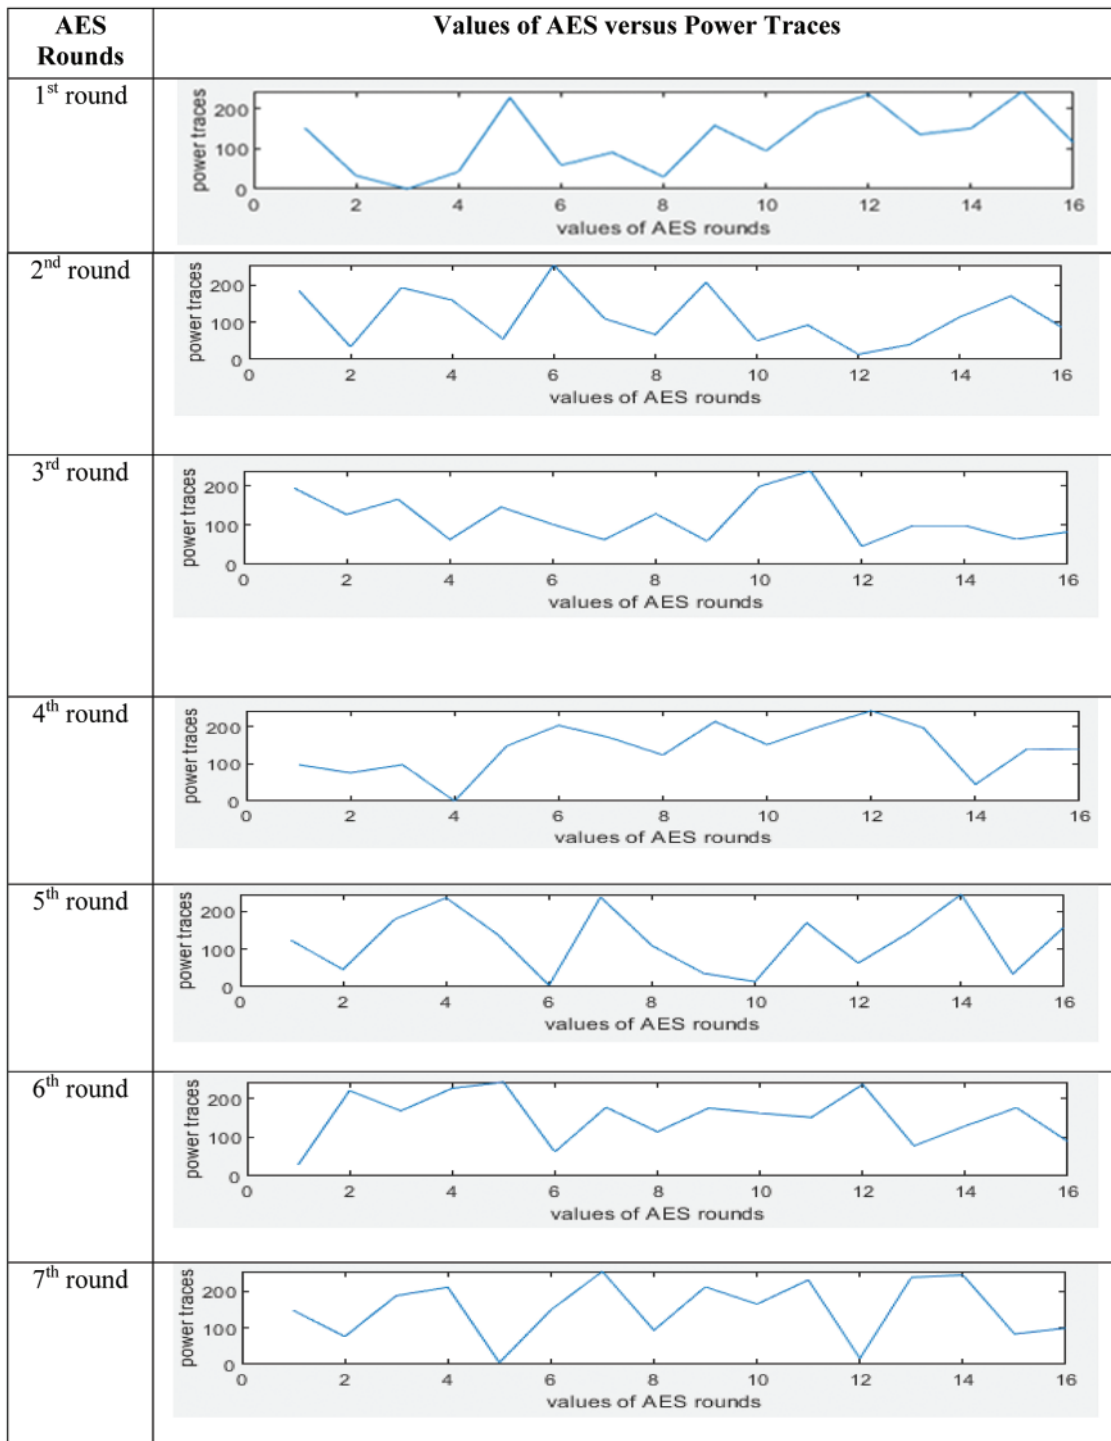 AES Rounds
Values of AES versus Power Traces
1st round
power traces
200
100
0
0 2 4 6 8 10 12 14 16
values of AES rounds
2nd round
power traces
200
100
0
0 2 4 6 8 10 12 14 16
values of AES rounds
3rd round
power traces
200
100
0
0 2 4 6 8 10 12 14 16
values of AES rounds
4th round
power traces
200
100
0
0 2 4 6 8 10 12 14 16
values of AES rounds
5th round
power traces
200
100
0
0 2 4 6 8 10 12 14 16
values of AES rounds
6th round
power traces
200
100
0
0 2 4 6 8 10 12 14 16
values of AES rounds
7th round
power traces
200
100
0
0 2 4 6 8 10 12 14 16
values of AES rounds